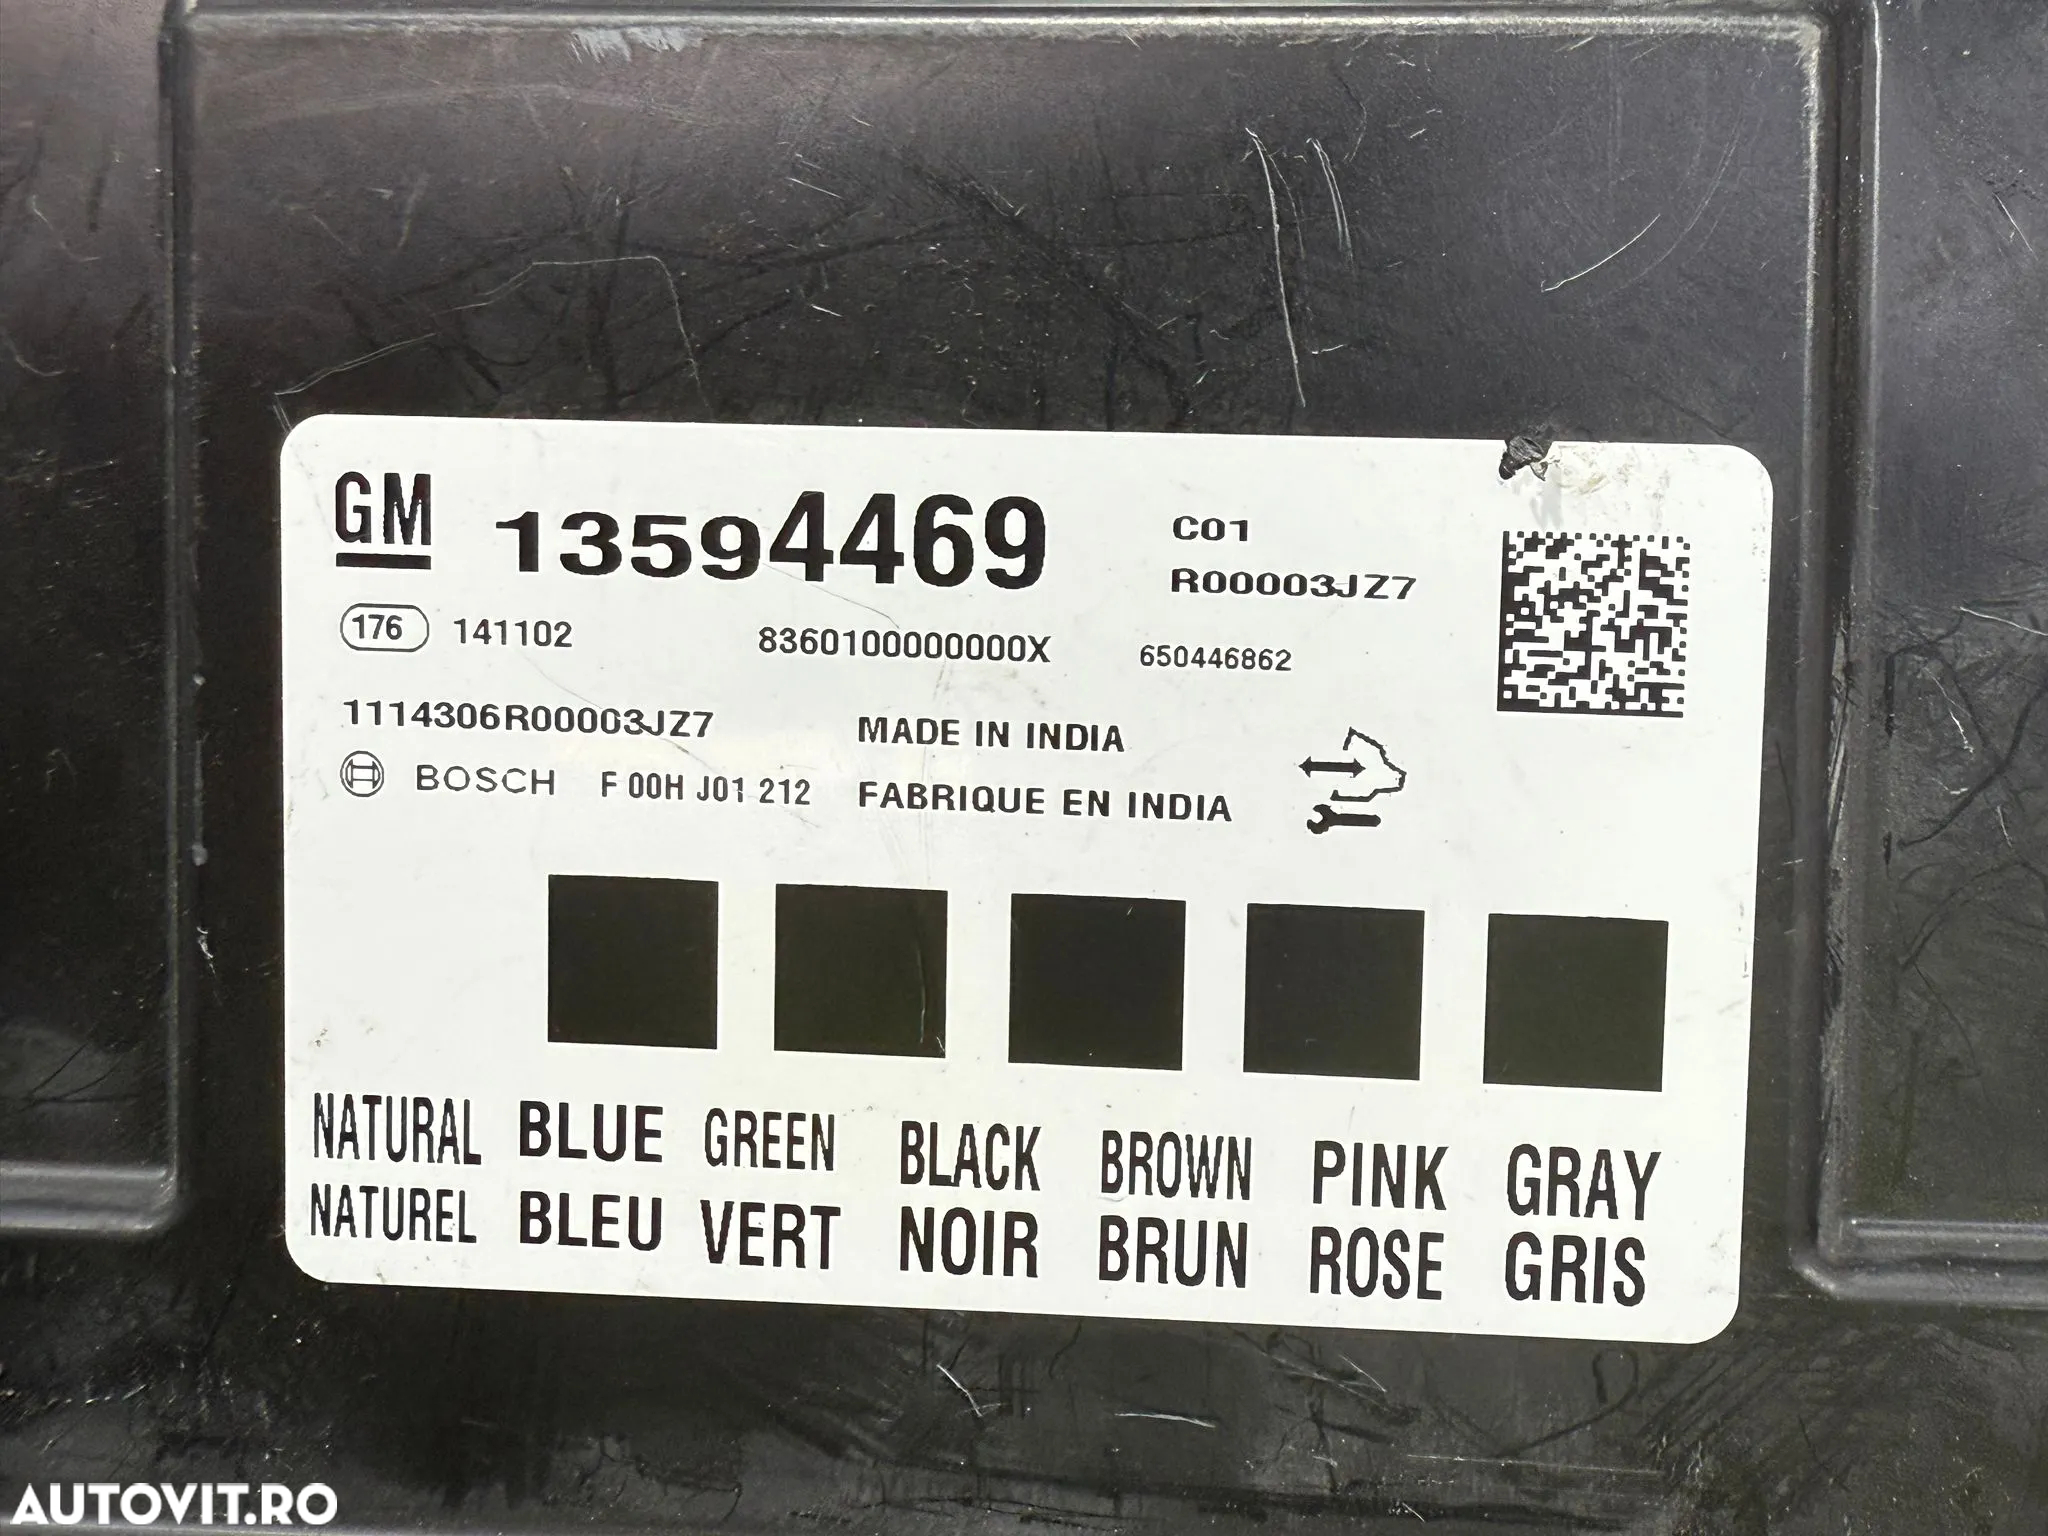 GM 13594469 C01
R00003JZ7
176 141102 8360100000000X 650446862
1114306R00003JZ7 MADE IN INDIA
BOSCH F 00H J01 212 FABRIQUE EN INDIA
NATURAL BLUE GREEN BLACK BROWN PINK GRAY
NATUREL BLEU VERT NOIR BRUN ROSE GRIS
AUTOVIT.RO